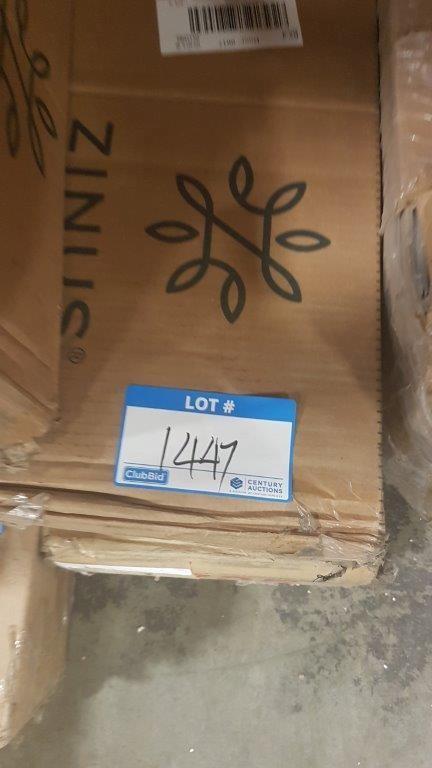 ZINUS®
LOT #
1447
ClubBid
CENTURY
AUCTIONS